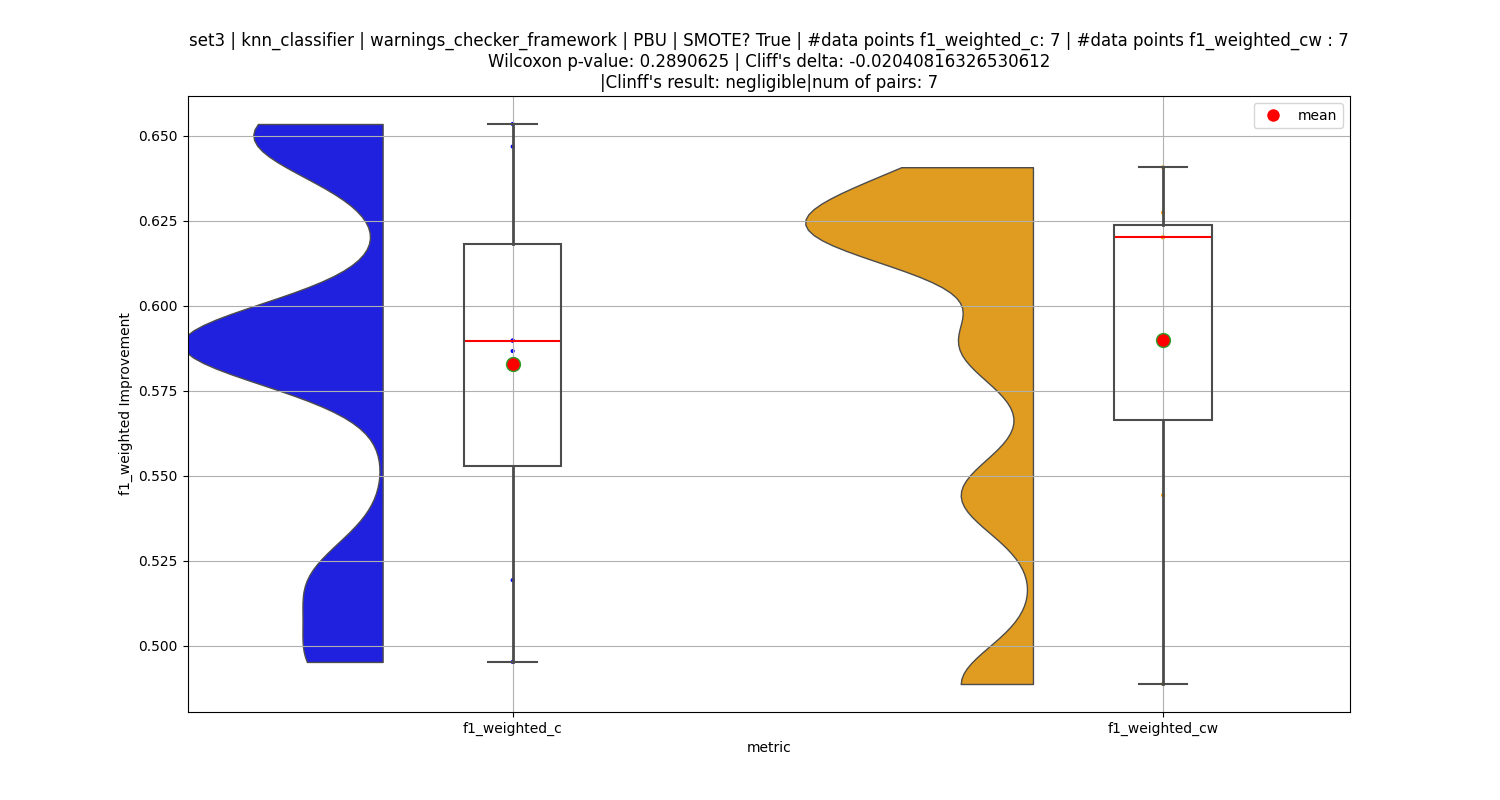 set3 | knn_classifier | warnings_checker_framework | PBU | SMOTE? True | #data points f1_weighted_c: 7 | #data points f1_weighted_cw : 7
Wilcoxon p-value: 0.2890625 | Cliff's delta: -0.02040816326530612
|Clinff's result: negligible|num of pairs: 7
mean
0.650
0.625
0.600
0.575
0.550
0.525
0.500
f1_weighted Improvement
f1_weighted_c
f1_weighted_cw
metric